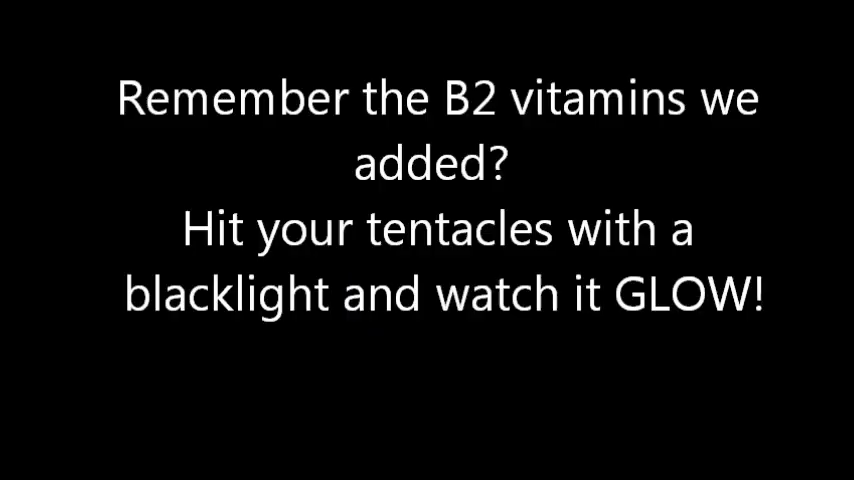 Remember the B2 vitamins we
added?
Hit your tentacles with a
blacklight and watch it GLOW!